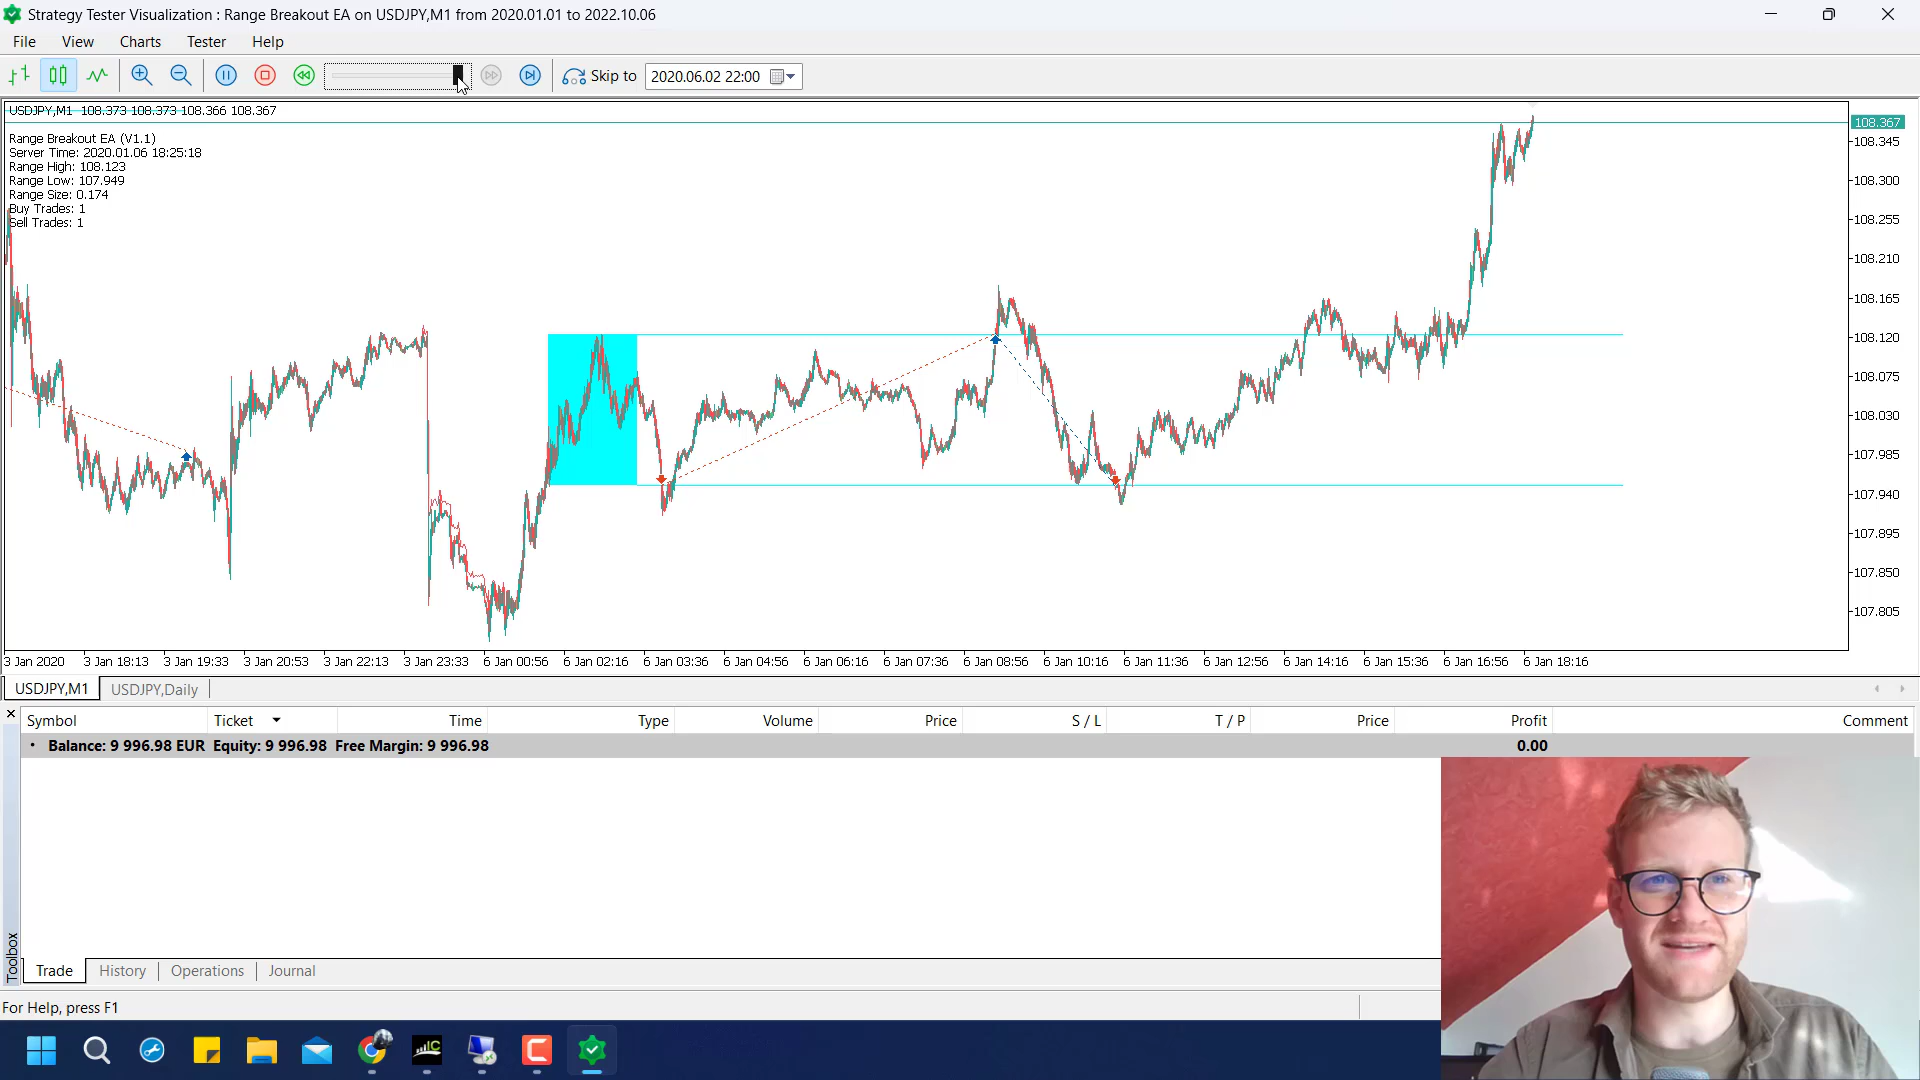 Strategy Tester Visualization : Range Breakout EA on USDJPY,M1 from 2020.01.01 to 2022.10.06
File View Charts Tester Help
Skip to 2020.06.02 22:00
USDJPY,M1 108.373 108.373 108.366 108.367
Range Breakout EA (V1.1)
Server Time: 2020.01.06 18:25:18
Range High: 108.123
Range Low: 107.949
Range Size: 0.174
Buy Trades: 1
Sell Trades: 1
108.367
108.345
108.300
108.255
108.210
108.165
108.120
108.075
108.030
107.985
107.940
107.895
107.850
107.805
3 Jan 2020 3 Jan 18:13 3 Jan 19:33 3 Jan 20:53 3 Jan 22:13 3 Jan 23:33 6 Jan 00:56 6 Jan 02:16 6 Jan 03:36 6 Jan 04:56 6 Jan 06:16 6 Jan 07:36 6 Jan 08:56 6 Jan 10:16 6 Jan 11:36 6 Jan 12:56 6 Jan 14:16 6 Jan 15:36 6 Jan 16:56 6 Jan 18:16
USDJPY,M1 USDJPY,Daily
Symbol Ticket Time Type Volume Price S / L T / P Price Profit Comment
Balance: 9 996.98 EUR Equity: 9 996.98 Free Margin: 9 996.98 0.00
Toolbox
Trade History Operations Journal
For Help, press F1
IC